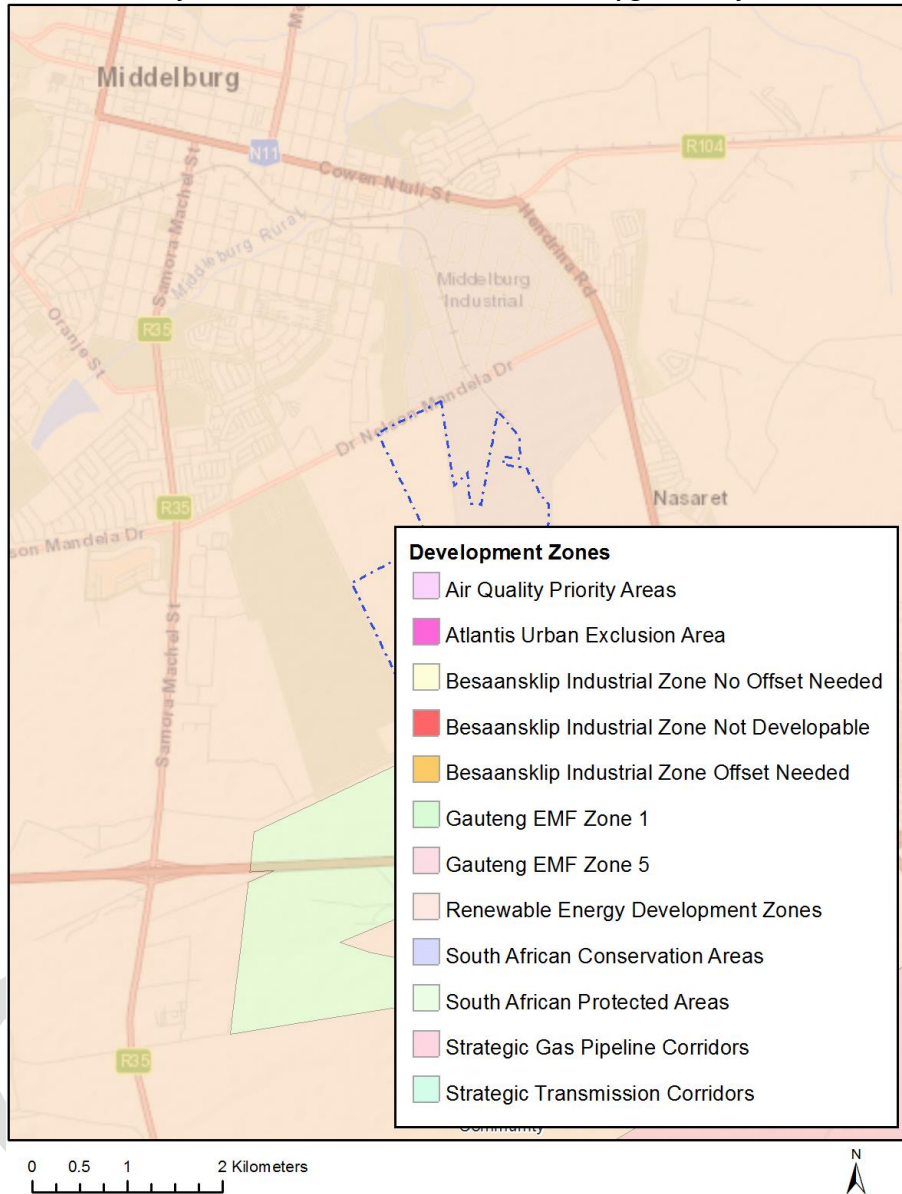 Middelburg
N11
R104
Cowen Ntuli St
Samora Machel St
Hendrina Rd
Middelburg Rural
Middelburg
Industrial
Oranje St
R35
Dr Nelson Mandela Dr
R35
Nasaret
son Mandela Dr
Samora Machel St
Development Zones
Air Quality Priority Areas
Atlantis Urban Exclusion Area
Besaansklip Industrial Zone No Offset Needed
Besaansklip Industrial Zone Not Developable
Besaansklip Industrial Zone Offset Needed
Gauteng EMF Zone 1
Gauteng EMF Zone 5
Renewable Energy Development Zones
South African Conservation Areas
South African Protected Areas
Strategic Gas Pipeline Corridors
Strategic Transmission Corridors
R35
Community
0 0.5 1 2 Kilometers
N